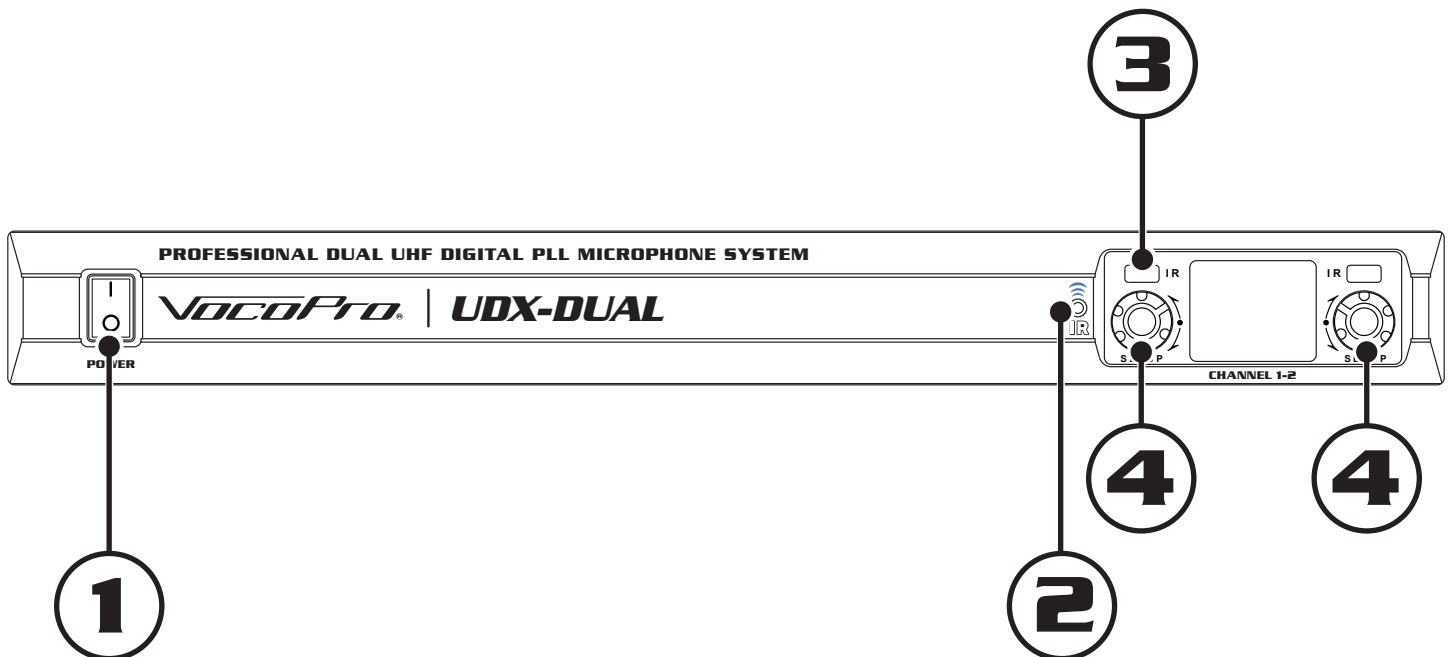 3
PROFESSIONAL DUAL UHF DIGITAL PLL MICROPHONE SYSTEM
IR
IR
VocoPro® | UDX-DUAL
IR
POWER
CHANNEL 1-2
4
4
1
2